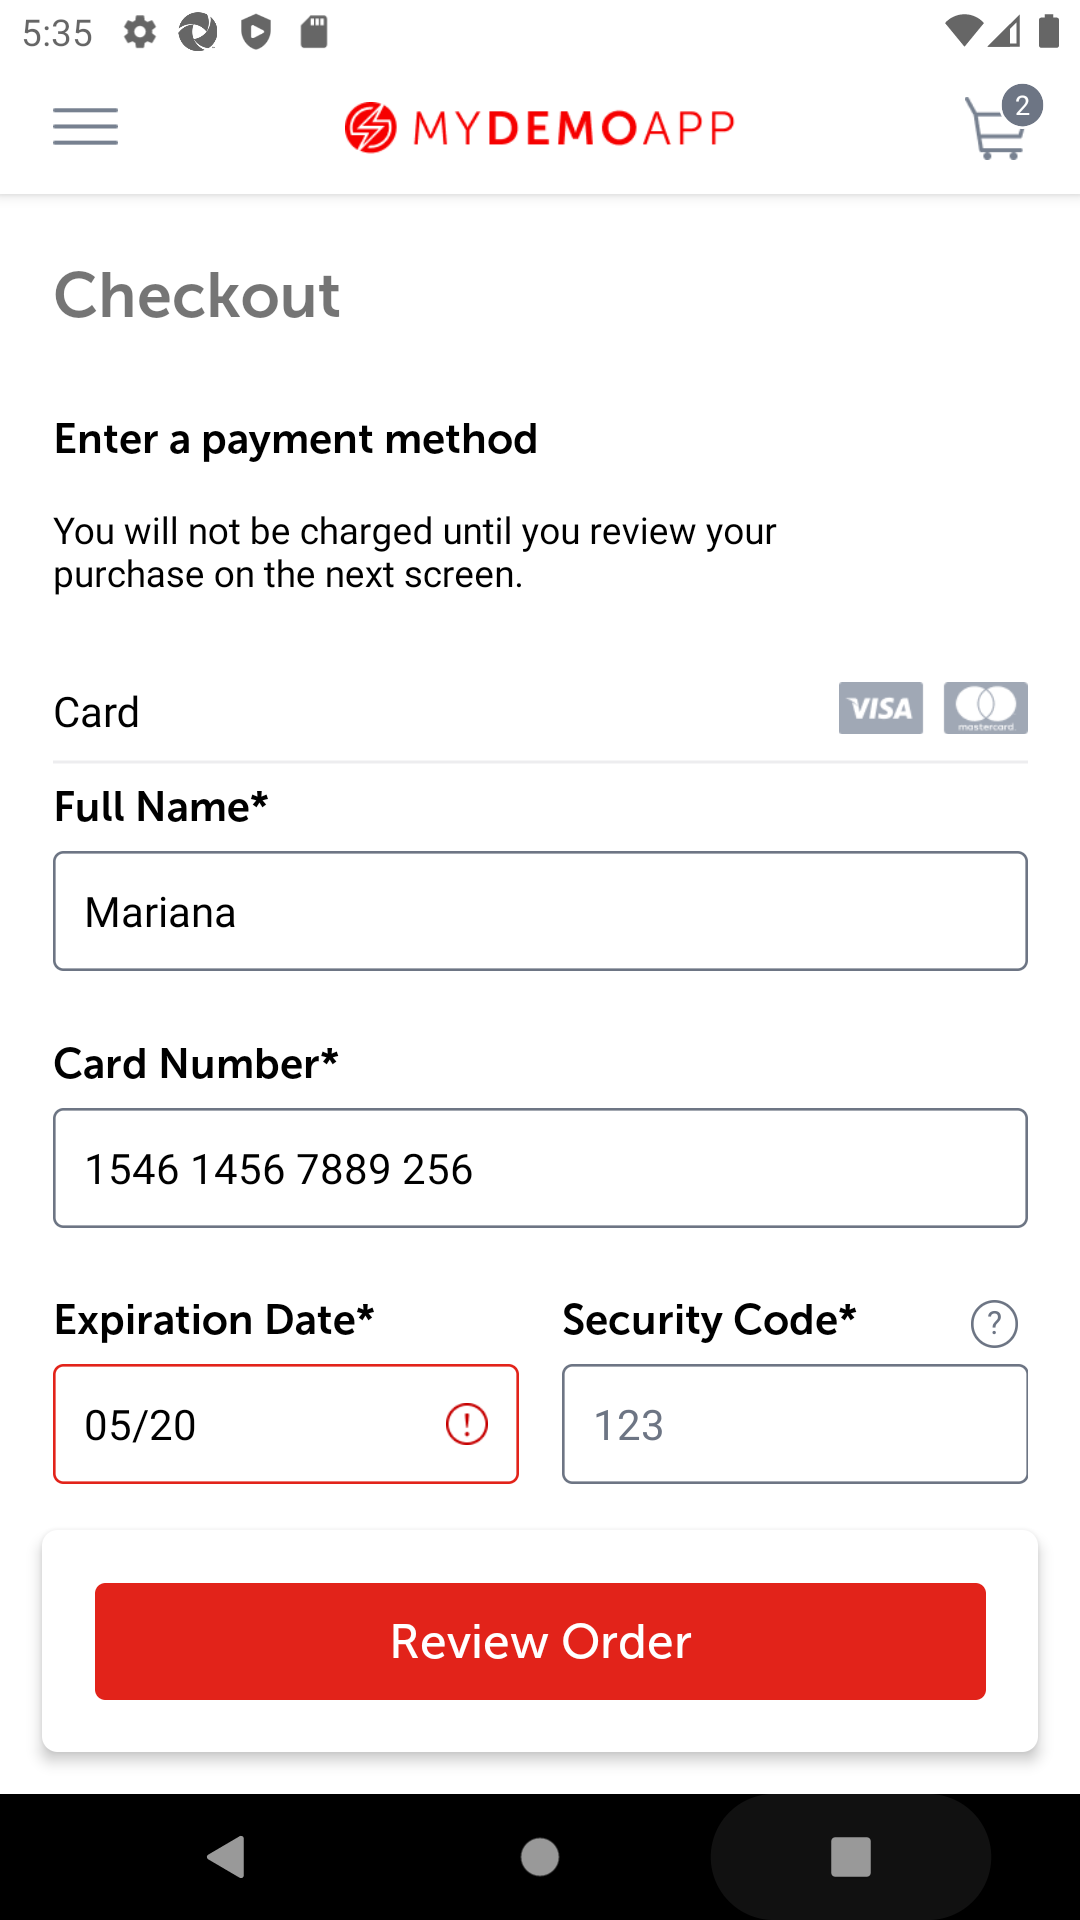 5:35
MYDEMOAPP
2
Checkout
Enter a payment method
You will not be charged until you review your
purchase on the next screen.
Card
VISA
mastercard.
Full Name*
Mariana
Card Number*
1546 1456 7889 256
Expiration Date*
Security Code*
?
05/20
!
123
Review Order